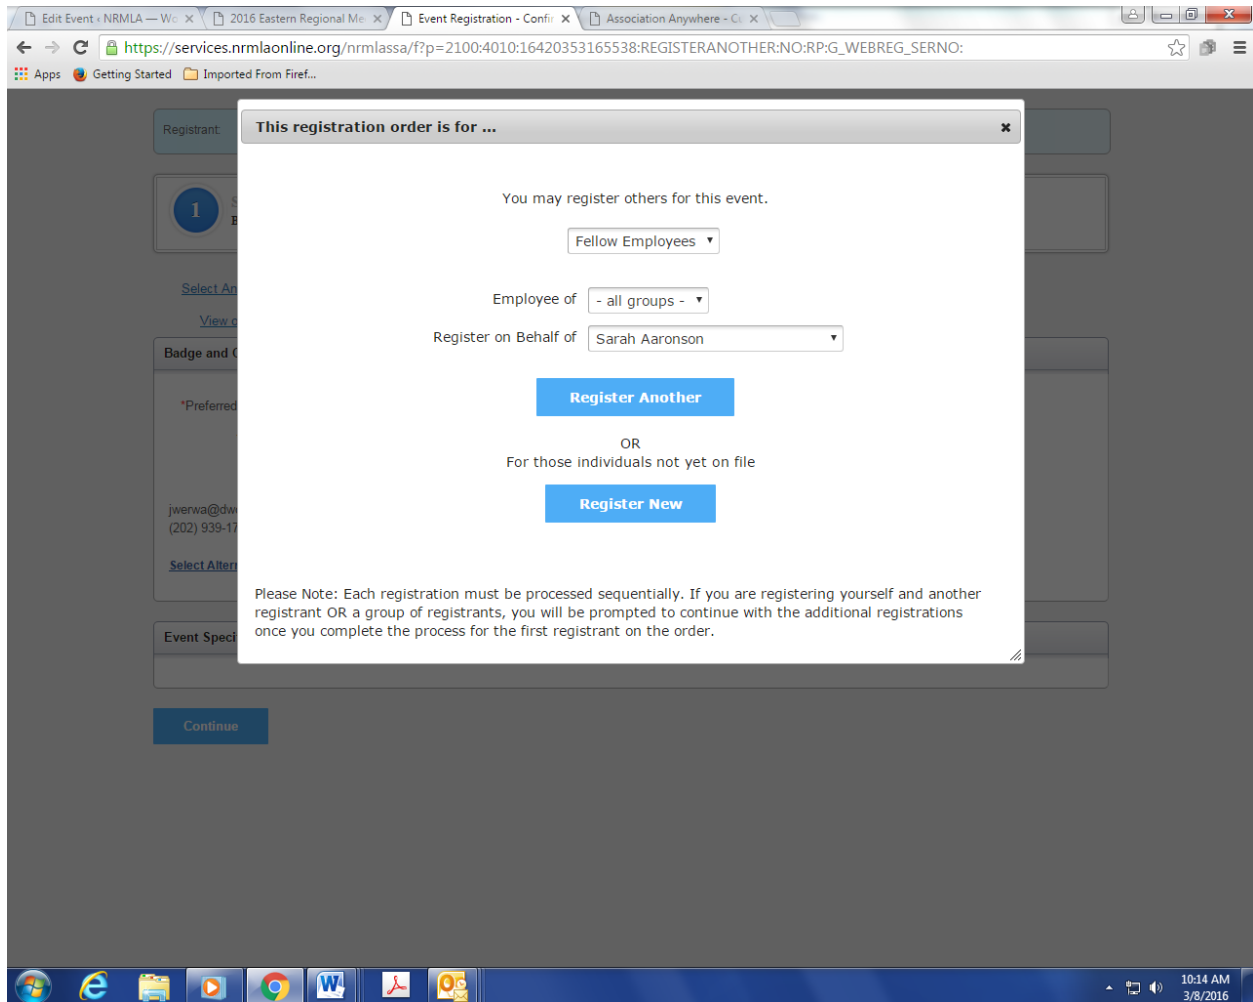 Edit Event ‹ NRMLA — Wo
2016 Eastern Regional Me
Event Registration - Confir
Association Anywhere - Cu
https://services.nrmlaonline.org/nrmlassa/f?p=2100:4010:16420353165538:REGISTERANOTHER:NO:RP:G_WEBREG_SERNO:
Apps Getting Started Imported From Firef...
Registrant:
This registration order is for ...
1
You may register others for this event.
Fellow Employees
Select An
Employee of - all groups -
View
Register on Behalf of Sarah Aaronson
Badge and
Register Another
*Preferred
OR
For those individuals not yet on file
Register New
jwerwa@dw
(202) 939-17
Select Alter
Please Note: Each registration must be processed sequentially. If you are registering yourself and another
registrant OR a group of registrants, you will be prompted to continue with the additional registrations
once you complete the process for the first registrant on the order.
Event Speci
Continue
10:14 AM
3/8/2016